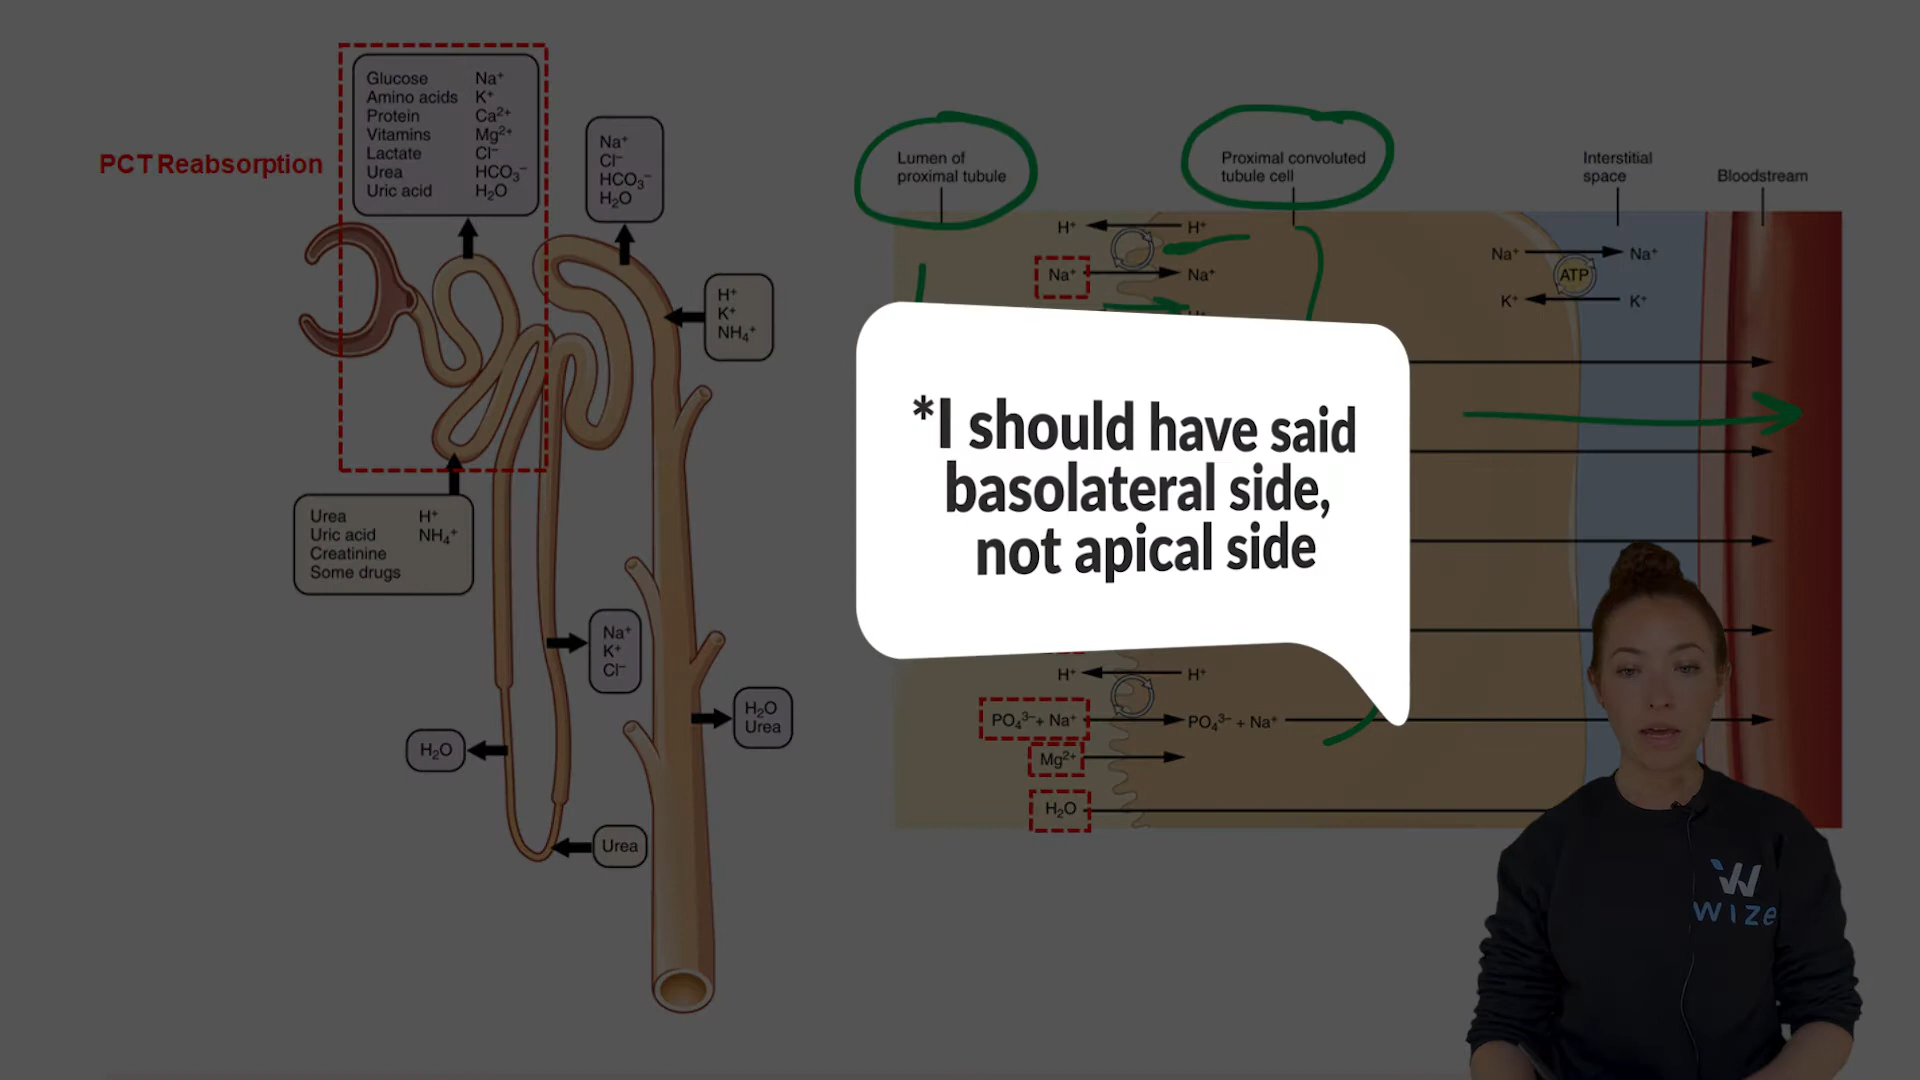 PCT Reabsorption
Glucose Na⁺
Amino acids K⁺
Protein Ca²⁺
Vitamins Mg²⁺
Lactate Cl⁻
Urea HCO₃⁻
Uric acid H₂O
Na⁺
Cl⁻
HCO₃⁻
H₂O
H⁺
K⁺
NH₄⁺
Urea H⁺
Uric acid NH₄⁺
Creatinine
Some drugs
Na⁺
K⁺
Cl⁻
H₂O
Urea
H₂O
Urea
Lumen of
proximal tubule
Proximal convoluted
tubule cell
Interstitial
space
Bloodstream
H⁺ H⁺
Na⁺ Na⁺
Na⁺ Na⁺
ATP
K⁺ K⁺
*I should have said
basolateral side,
not apical side
H⁺ H⁺
PO₄³⁻+ Na⁺ PO₄³⁻ + Na⁺
Mg²⁺
H₂O
W
wize